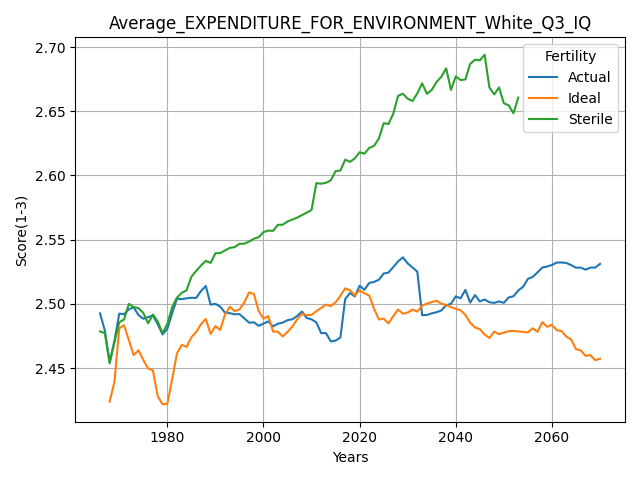 Average_EXPENDITURE_FOR_ENVIRONMENT_White_Q3_IQ
Fertility
Actual
Ideal
Sterile
Score(1-3)
2.70
2.65
2.60
2.55
2.50
2.45
1980
2000
2020
2040
2060
Years